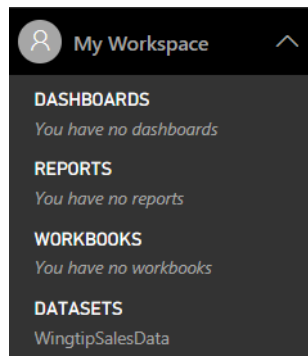 My Workspace
DASHBOARDS
You have no dashboards
REPORTS
You have no reports
WORKBOOKS
You have no workbooks
DATASETS
WingtipSalesData